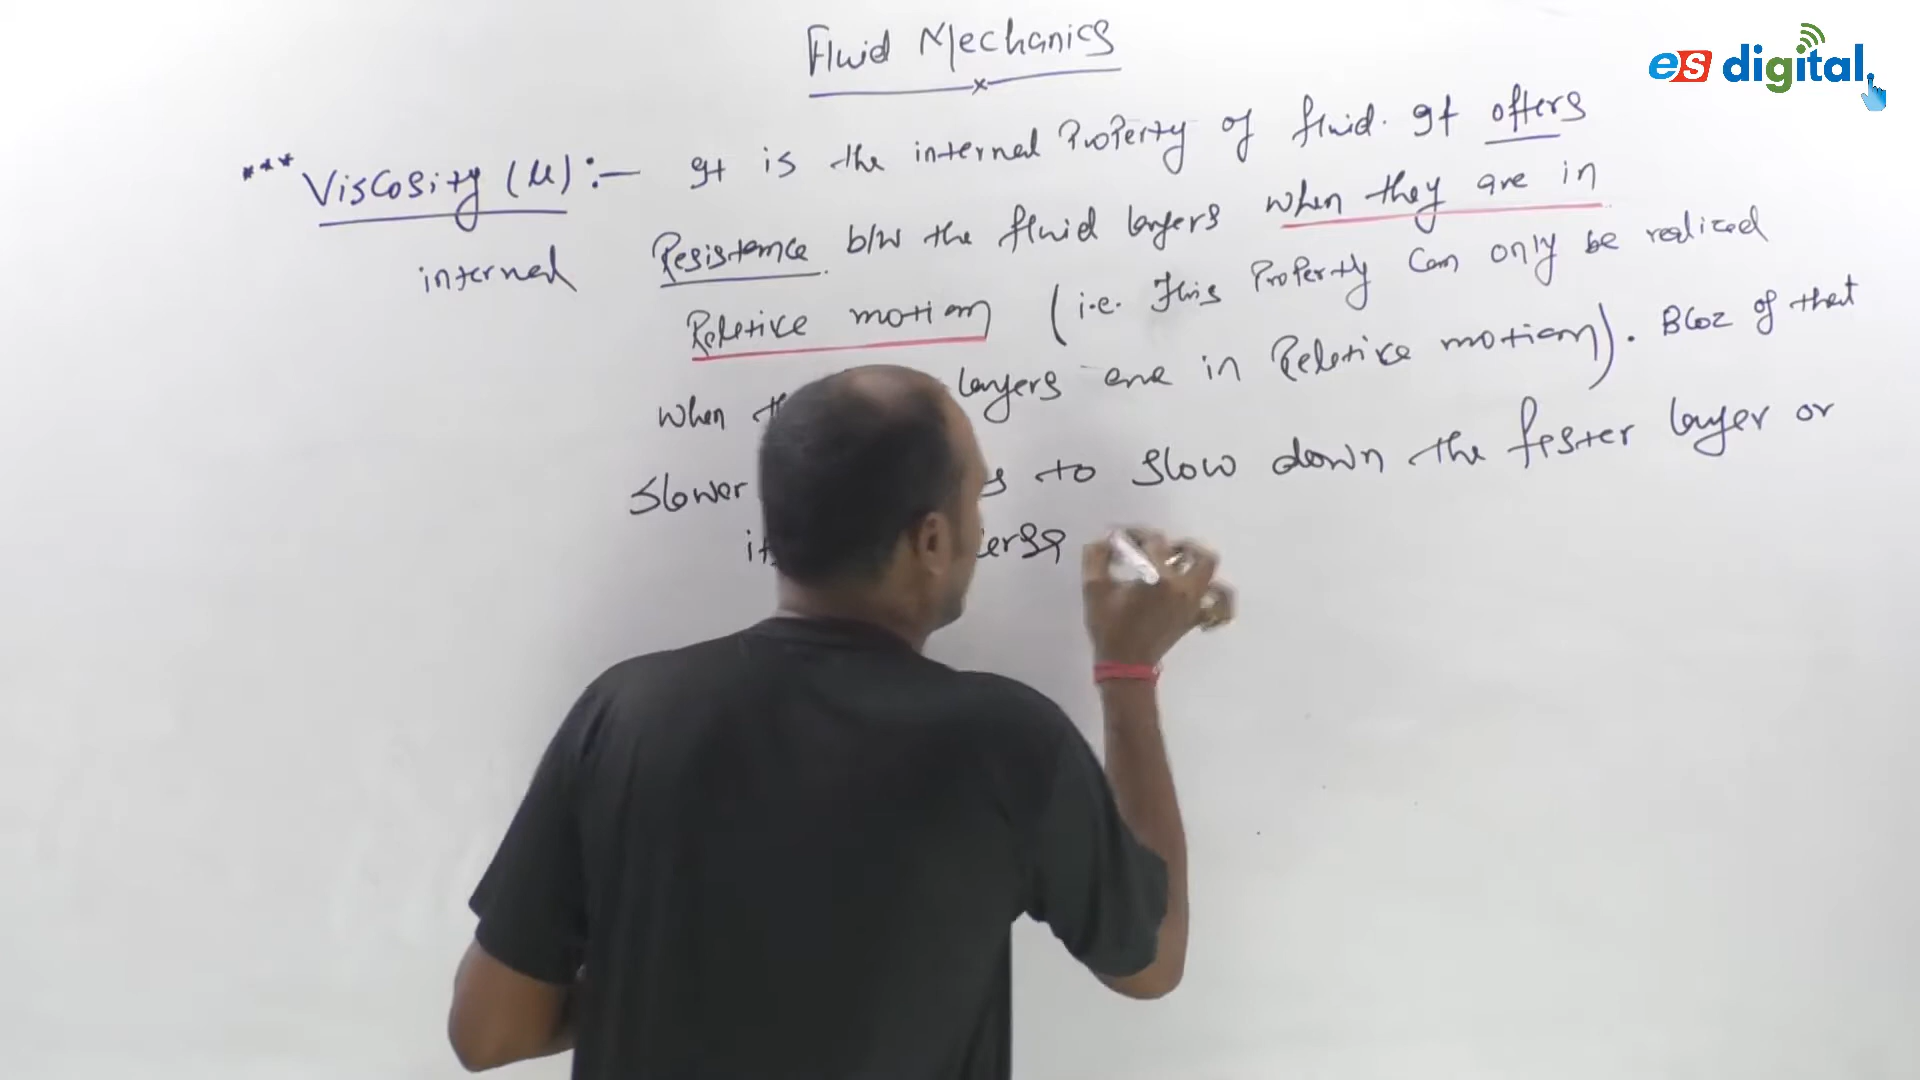 Fluid Mechanics
es digital
*** Viscosity (μ) :- It is the internal Property of fluid. It offers
internal Resistance b/w the fluid layers when they are in
Relative motion (i.e. This Property can only be realized
when layers are in Relative motion). Bcoz of that
slower to slow down the faster layer or